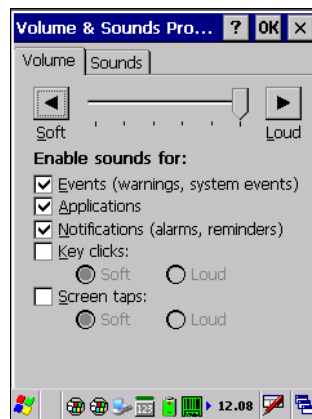 Volume & Sounds Pro... ? OK ×
Volume Sounds
Soft Loud
Enable sounds for:
Events (warnings, system events)
Applications
Notifications (alarms, reminders)
Key clicks:
Soft Loud
Screen taps:
Soft Loud
123 12.08